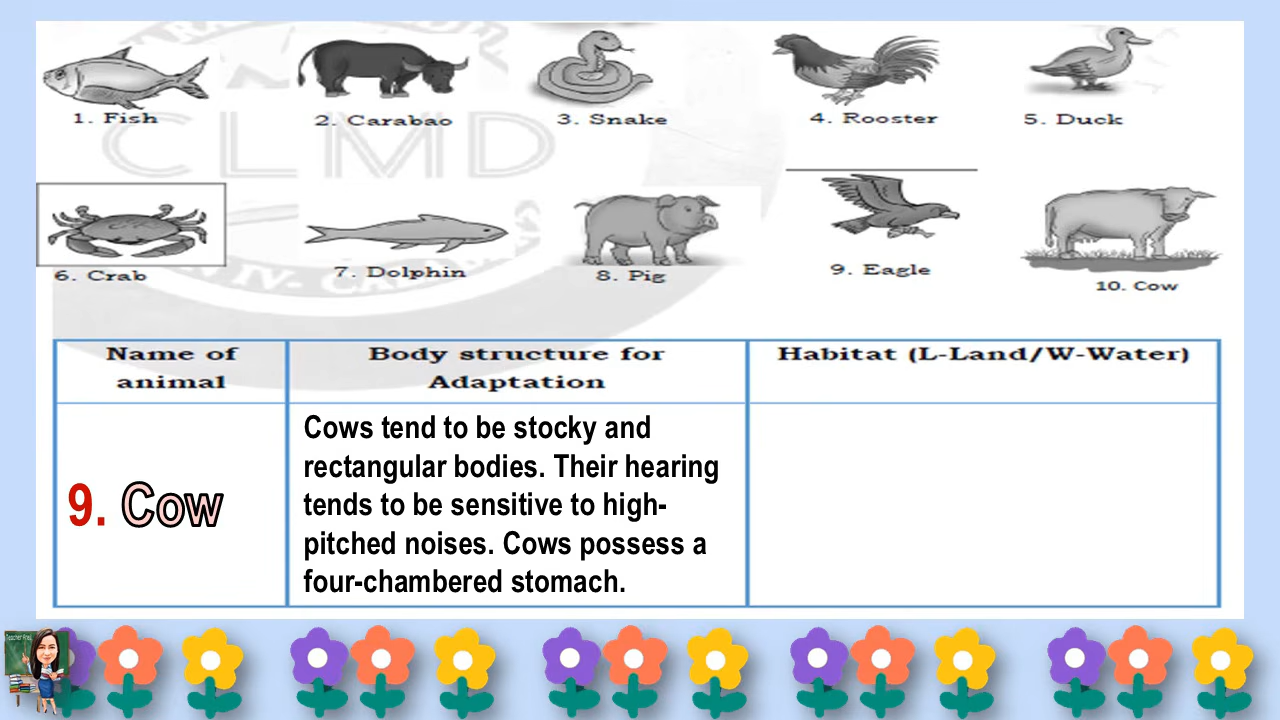 1. Fish
2. Carabao
3. Snake
4. Rooster
5. Duck
CLMD
6. Crab
7. Dolphin
8. Pig
9. Eagle
10. Cow
Name of animal
Body structure for Adaptation
Habitat (L-Land/W-Water)
9. Cow
Cows tend to be stocky and
rectangular bodies. Their hearing
tends to be sensitive to high-
pitched noises. Cows possess a
four-chambered stomach.